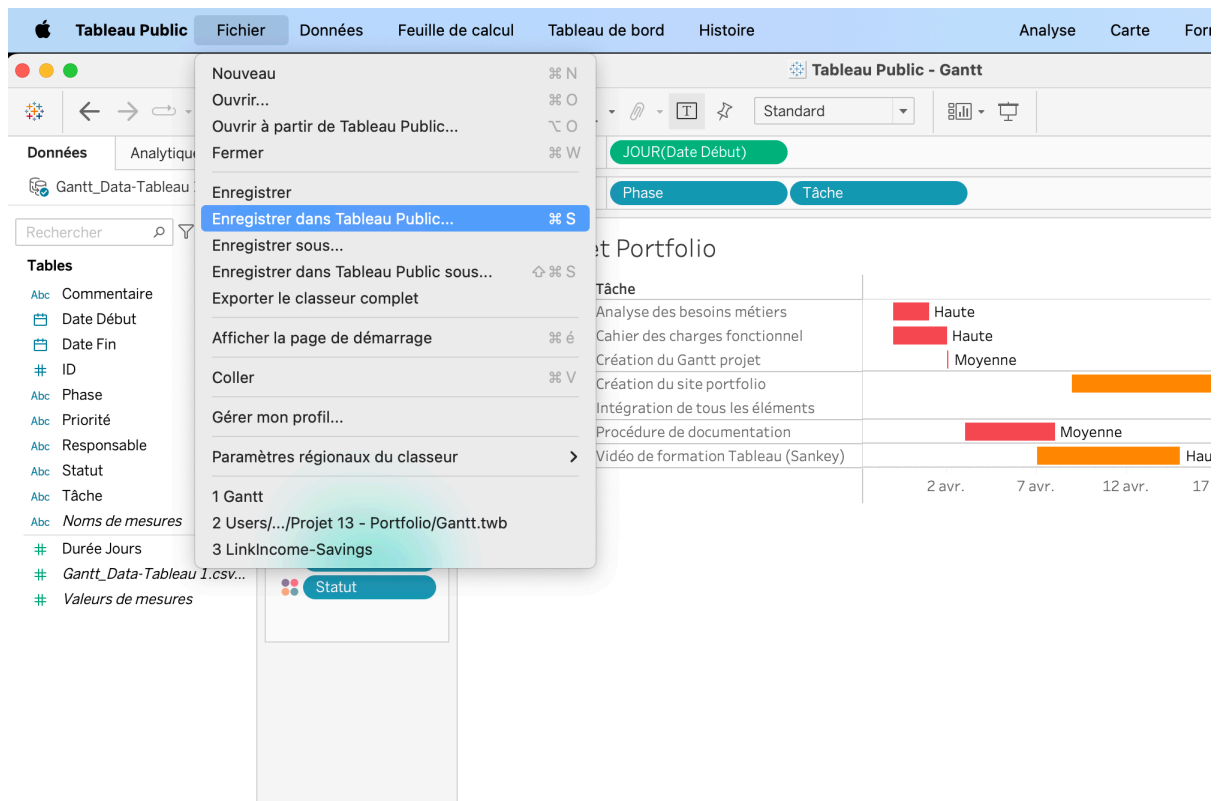 Tableau Public Fichier Données Feuille de calcul Tableau de bord Histoire Analyse Carte
Tableau Public - Gantt
Nouveau ⌘ N
Ouvrir... ⌘ O
Ouvrir à partir de Tableau Public... ⌥ O
Fermer ⌘ W
Enregistrer
Enregistrer dans Tableau Public... ⌘ S
Enregistrer sous...
Enregistrer dans Tableau Public sous... ⇧ ⌘ S
Exporter le classeur complet
Afficher la page de démarrage ⌘ é
Coller ⌘ V
Gérer mon profil...
Paramètres régionaux du classeur
1 Gantt
2 Users/.../Projet 13 - Portfolio/Gantt.twb
3 LinkIncome-Savings
T Standard
Données Analytique
Gantt_Data-Tableau
Rechercher
Tables
Abc Commentaire
Date Début
Date Fin
# ID
Abc Phase
Abc Priorité
Abc Responsable
Abc Statut
Abc Tâche
Abc Noms de mesures
# Durée Jours
# Gantt_Data-Tableau 1.csv...
# Valeurs de mesures
Statut
JOUR(Date Début)
Phase Tâche
et Portfolio
Tâche
Analyse des besoins métiers Haute
Cahier des charges fonctionnel Haute
Création du Gantt projet Moyenne
Création du site portfolio
Intégration de tous les éléments
Procédure de documentation Moyenne
Vidéo de formation Tableau (Sankey) Hau
2 avr. 7 avr. 12 avr. 17